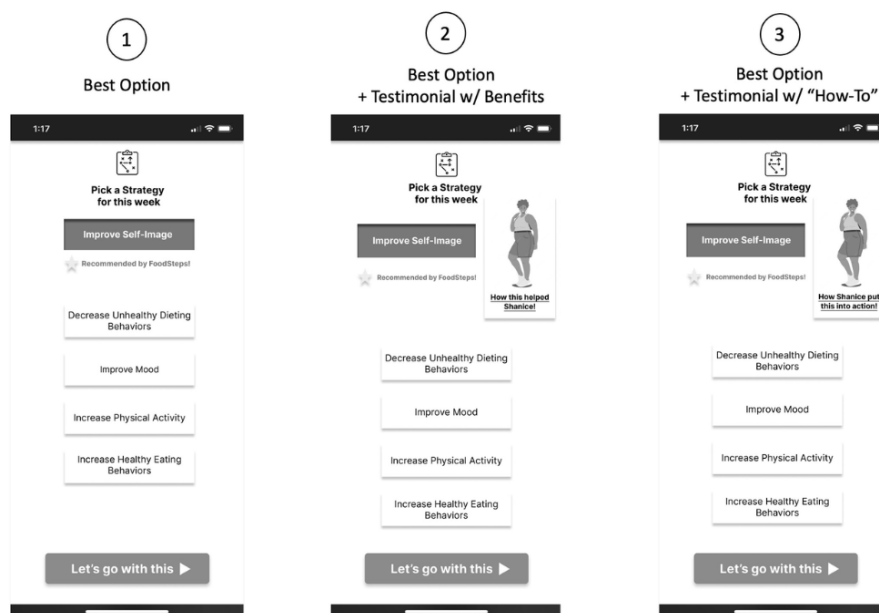 1
Best Option
1:17
Pick a Strategy
for this week
Improve Self-Image
Recommended by FoodSteps!
Decrease Unhealthy Dieting
Behaviors
Improve Mood
Increase Physical Activity
Increase Healthy Eating
Behaviors
Let's go with this
2
Best Option
+ Testimonial w/ Benefits
1:17
Pick a Strategy
for this week
Improve Self-Image
Recommended by FoodSteps!
How this helped
Shanice!
Decrease Unhealthy Dieting
Behaviors
Improve Mood
Increase Physical Activity
Increase Healthy Eating
Behaviors
Let's go with this
3
Best Option
+ Testimonial w/ “How-To”
1:17
Pick a Strategy
for this week
Improve Self-Image
Recommended by FoodSteps!
How Shanice put
this into action!
Decrease Unhealthy Dieting
Behaviors
Improve Mood
Increase Physical Activity
Increase Healthy Eating
Behaviors
Let's go with this